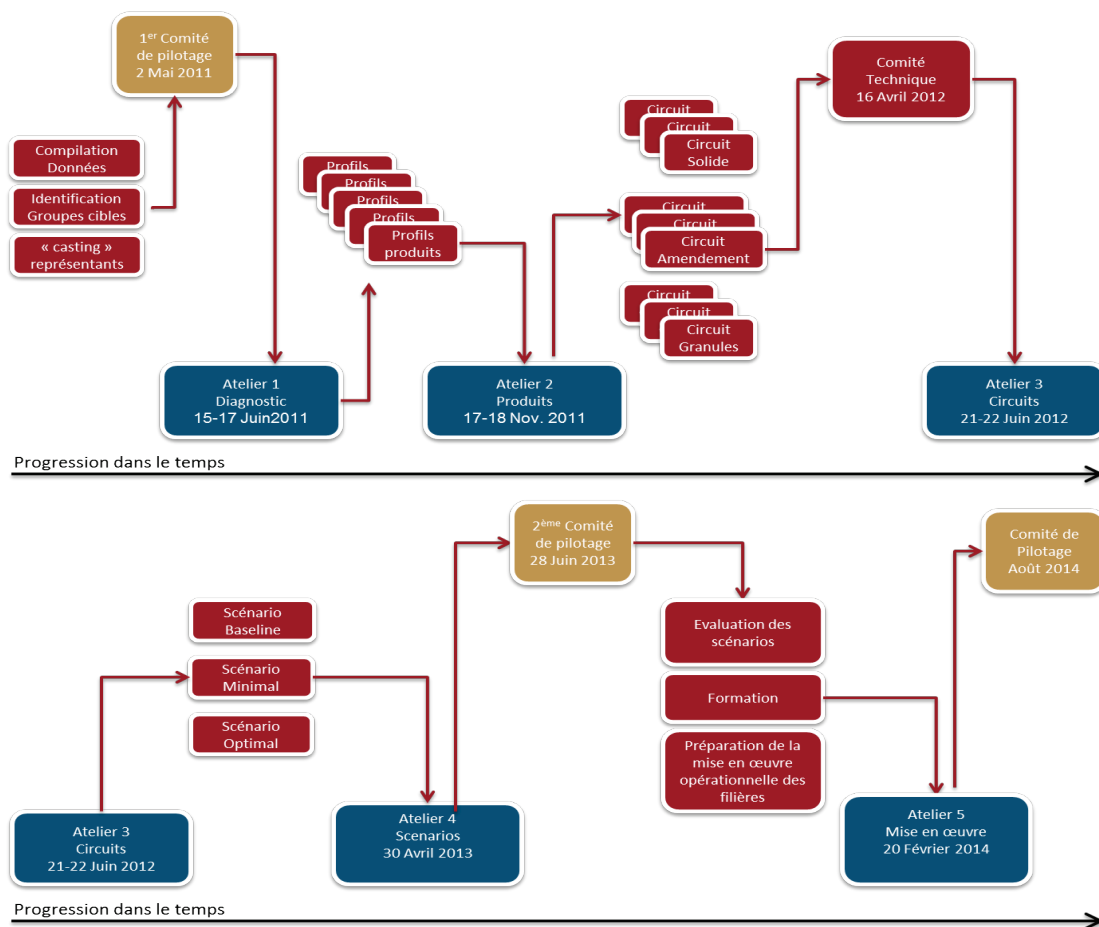 1er Comité
de pilotage
2 Mai 2011
Compilation
Données
Identification
Groupes cibles
« casting »
représentants
Profils
Profils
Profils
Profils
Profils
produits
Circuit
Circuit
Circuit
Solide
Circuit
Circuit
Circuit
Amendement
Circuit
Circuit
Circuit
Granules
Comité
Technique
16 Avril 2012
Atelier 1
Diagnostic
15-17 Juin2011
Atelier 2
Produits
17-18 Nov. 2011
Atelier 3
Circuits
21-22 Juin 2012
Progression dans le temps
2ème Comité
de pilotage
28 Juin 2013
Comité de
Pilotage
Août 2014
Scénario
Baseline
Scénario
Minimal
Scénario
Optimal
Evaluation des
scénarios
Formation
Préparation de la
mise en œuvre
opérationnelle des
filières
Atelier 3
Circuits
21-22 Juin 2012
Atelier 4
Scenarios
30 Avril 2013
Atelier 5
Mise en œuvre
20 Février 2014
Progression dans le temps